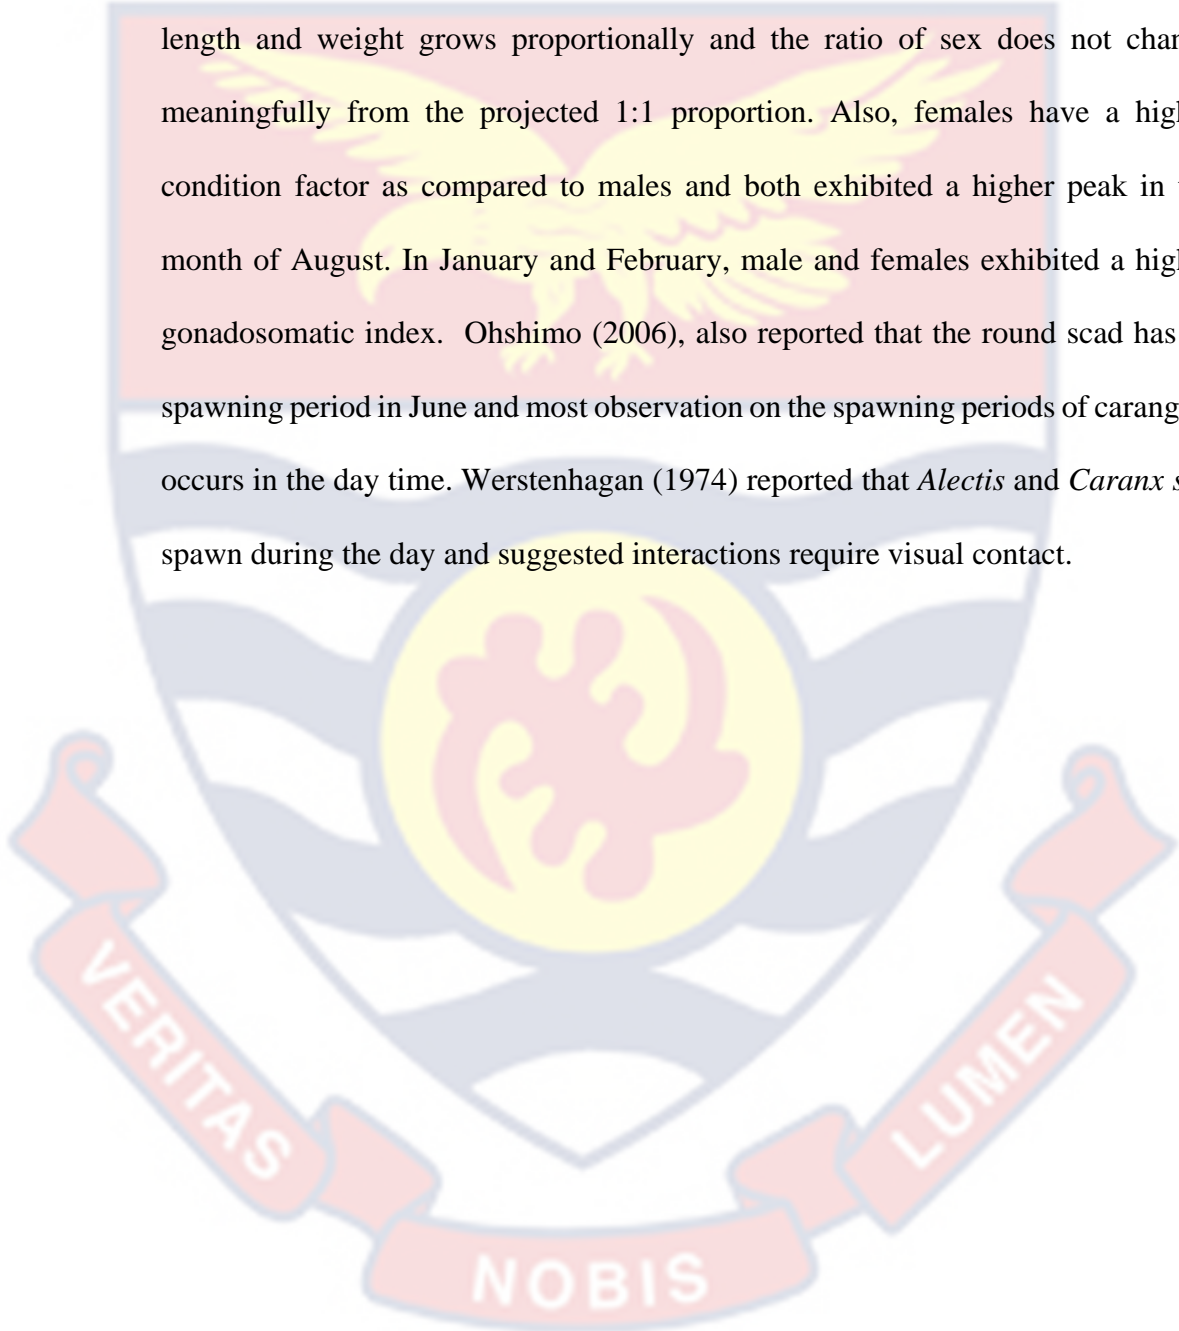 length and weight grows proportionally and the ratio of sex does not chan
meaningfully from the projected 1:1 proportion. Also, females have a high
condition factor as compared to males and both exhibited a higher peak in
month of August. In January and February, male and females exhibited a high
gonadosomatic index. Ohshimo (2006), also reported that the round scad has
spawning period in June and most observation on the spawning periods of carang
occurs in the day time. Werstenhagan (1974) reported that Alectis and Caranx s
spawn during the day and suggested interactions require visual contact.
VERITAS
NOBIS
LUMEN